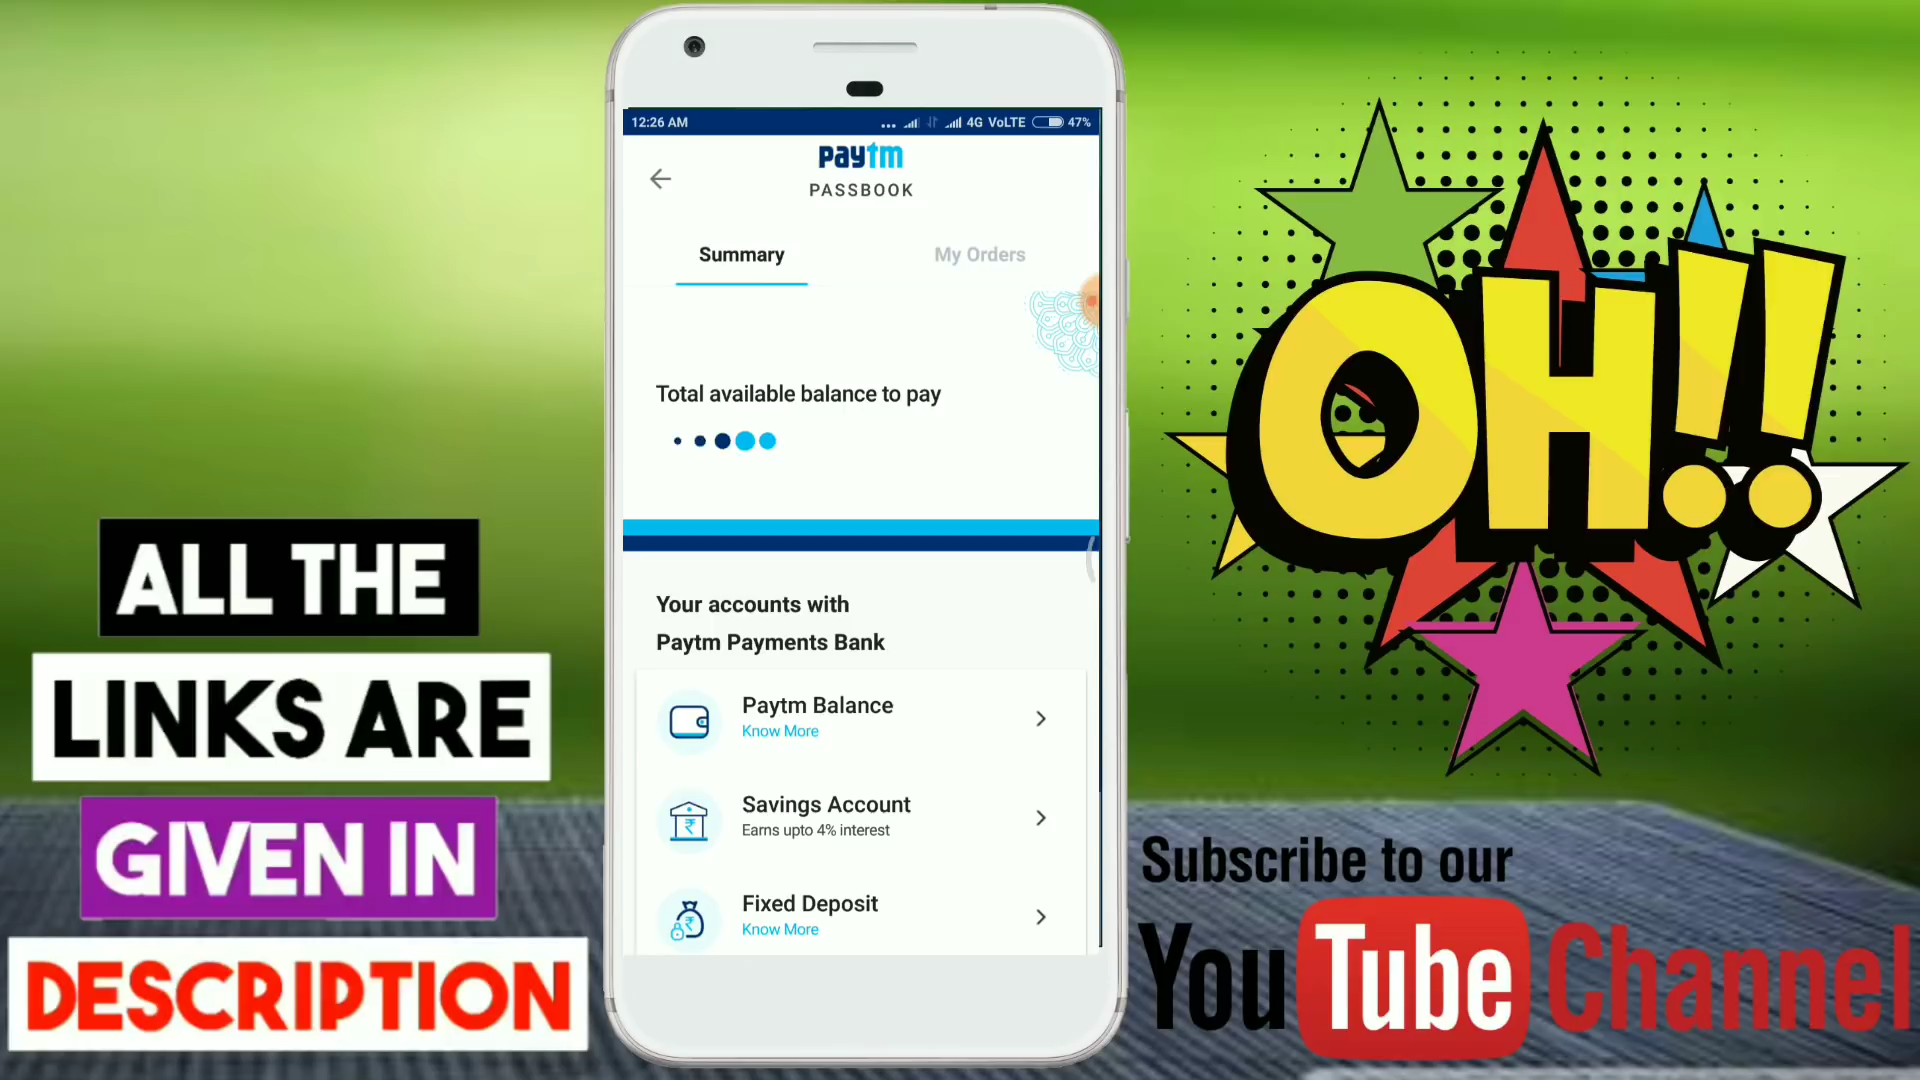 12:26 AM
4G VoLTE 47%
paytm
PASSBOOK
Summary
My Orders
Total available balance to pay
Your accounts with
Paytm Payments Bank
Paytm Balance
Know More
Savings Account
Earns upto 4% interest
Fixed Deposit
Know More
ALL THE
LINKS ARE
GIVEN IN
DESCRIPTION
OH!!
Subscribe to our
YouTube Channel